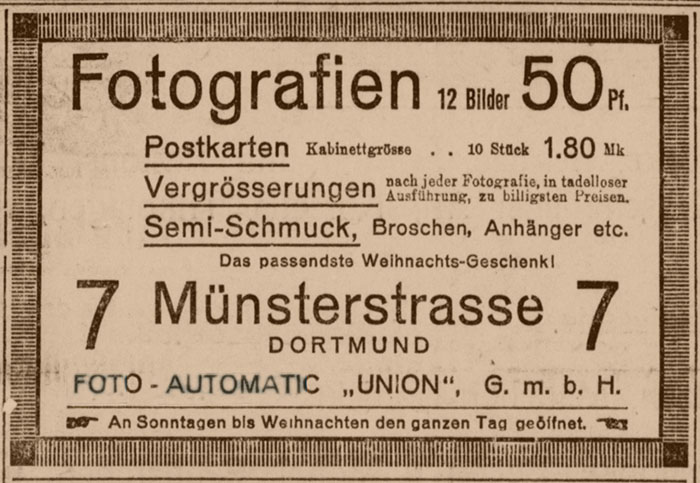 Fotografien 12 Bilder 50 Pf.
Postkarten Kabinettgrösse . . 10 Stück 1.80 Mk
Vergrösserungen nach jeder Fotografie, in tadelloser
Ausführung, zu billigsten Preisen.
Semi-Schmuck, Broschen, Anhänger etc.
Das passendste Weihnachts-Geschenk!
7 Münsterstrasse 7
DORTMUND
FOTO - AUTOMATIC „UNION“, G. m. b. H.
An Sonntagen bis Weihnachten den ganzen Tag geöffnet.